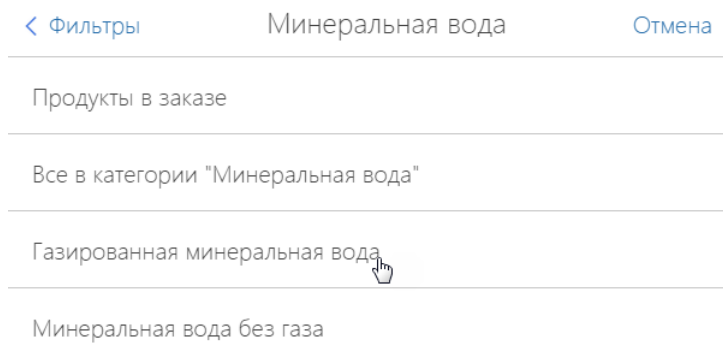 Фильтры Минеральная вода Отмена
Продукты в заказе
Все в категории "Минеральная вода"
Газированная минеральная вода
Минеральная вода без газа